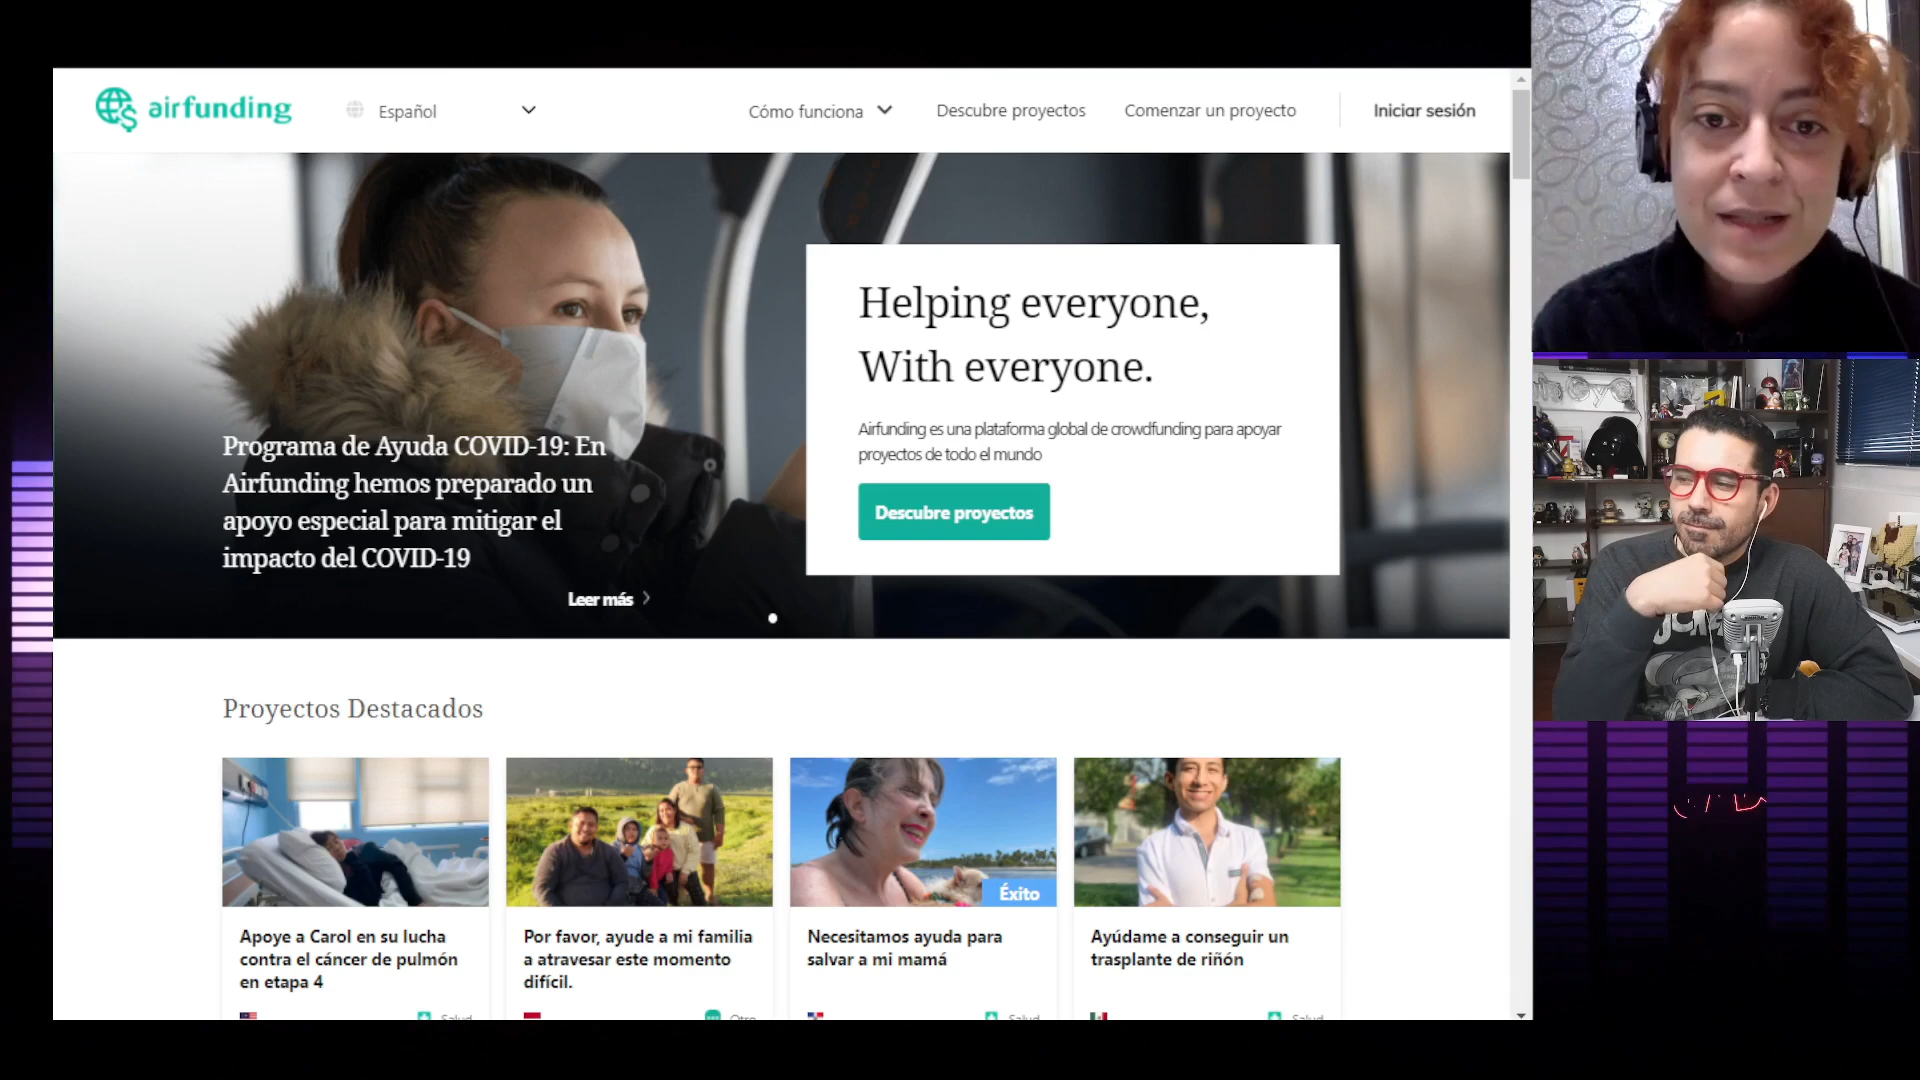 airfunding
Español
Cómo funciona
Descubre proyectos
Comenzar un proyecto
Iniciar sesión
Helping everyone,
With everyone.
Airfunding es una plataforma global de crowdfunding para apoyar
proyectos de todo el mundo
Descubre proyectos
Programa de Ayuda COVID-19: En
Airfunding hemos preparado un
apoyo especial para mitigar el
impacto del COVID-19
Leer más
Proyectos Destacados
Éxito
Apoye a Carol en su lucha
contra el cáncer de pulmón
en etapa 4
Por favor, ayude a mi familia
a atravesar este momento
difícil.
Necesitamos ayuda para
salvar a mi mamá
Ayúdame a conseguir un
trasplante de riñón
Salud
Otro
Salud
Salud